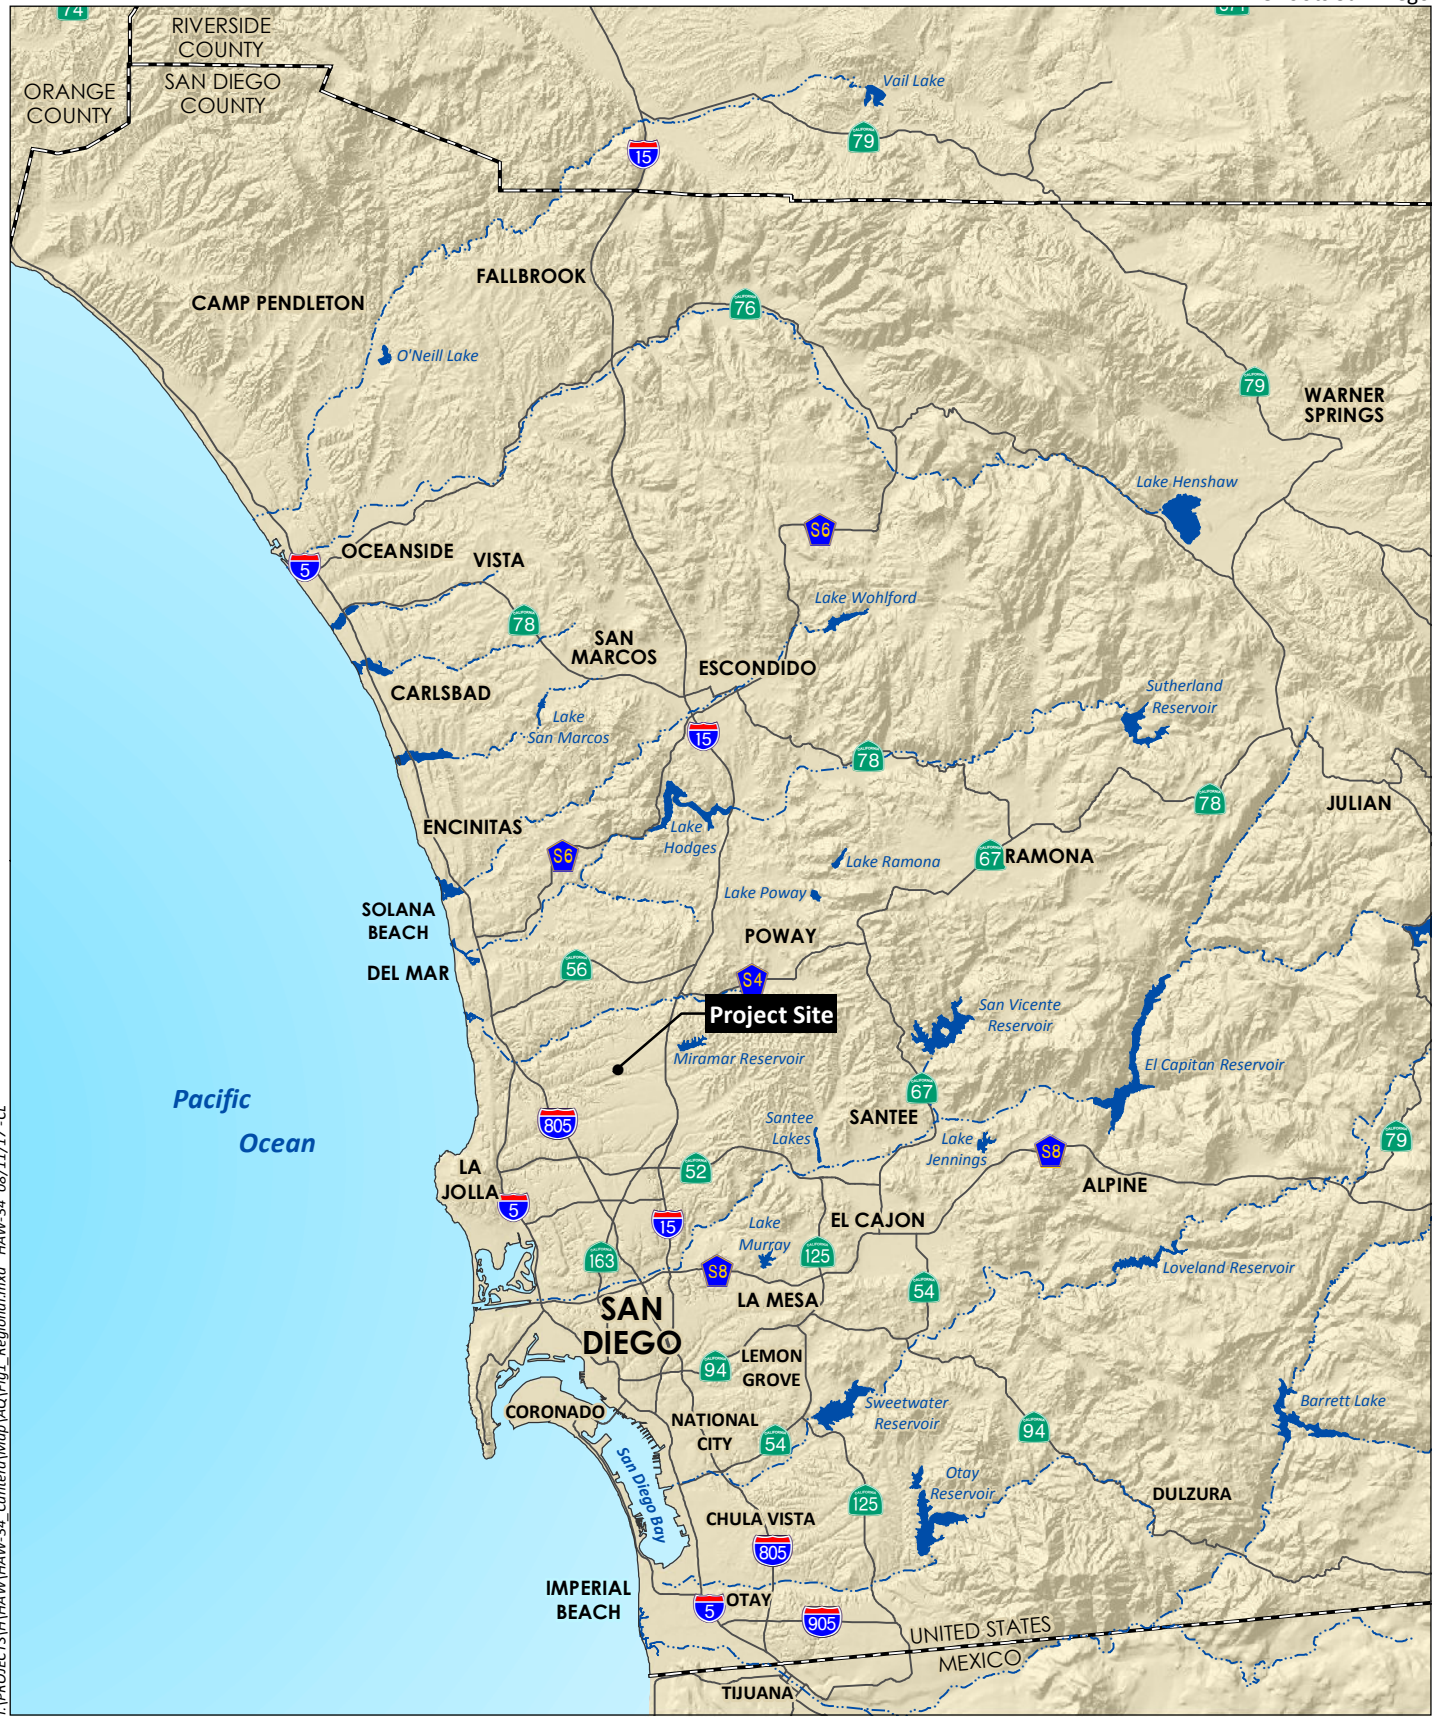 74
RIVERSIDE
COUNTY
ORANGE
COUNTY
SAN DIEGO
COUNTY
Vail Lake
79
15
FALLBROOK
CAMP PENDLETON
76
O'Neill Lake
79
WARNER
SPRINGS
Lake Henshaw
S6
OCEANSIDE
VISTA
5
Lake Wohlford
78
SAN
MARCOS
ESCONDIDO
CARLSBAD
Sutherland
Reservoir
Lake
San Marcos
15
78
78
JULIAN
ENCINITAS
Lake
Hodges
S6
Lake Ramona
67
RAMONA
Lake Poway
SOLANA
BEACH
POWAY
DEL MAR
56
S4
Project Site
San Vicente
Reservoir
Miramar Reservoir
El Capitan Reservoir
Pacific
Ocean
67
805
SANTEE
Santee
Lakes
Lake
Jennings
S8
79
LA
JOLLA
52
ALPINE
5
15
Lake
Murray
EL CAJON
163
125
S8
Loveland Reservoir
54
LA MESA
SAN
DIEGO
94
LEMON
GROVE
Sweetwater
Reservoir
Barrett Lake
CORONADO
NATIONAL
CITY
54
94
San Diego Bay
Otay
Reservoir
125
DULZURA
CHULA VISTA
805
IMPERIAL
BEACH
5
OTAY
905
UNITED STATES
MEXICO
TIJUANA